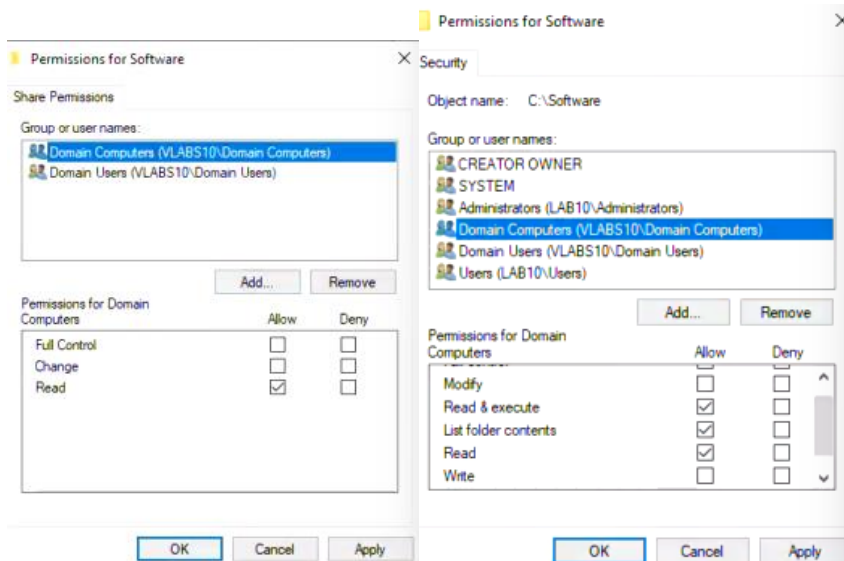 Permissions for Software
Share Permissions
Group or user names:
Domain Computers (VLABS10\Domain Computers)
Domain Users (VLABS10\Domain Users)
Add...
Remove
Permissions for Domain
Computers
Allow
Deny
Full Control
Change
Read
OK
Cancel
Apply
Permissions for Software
Security
Object name: C:\Software
Group or user names:
CREATOR OWNER
SYSTEM
Administrators (LAB10\Administrators)
Domain Computers (VLABS10\Domain Computers)
Domain Users (VLABS10\Domain Users)
Users (LAB10\Users)
Add...
Remove
Permissions for Domain
Computers
Allow
Deny
Modify
Read & execute
List folder contents
Read
Write
OK
Cancel
Apply